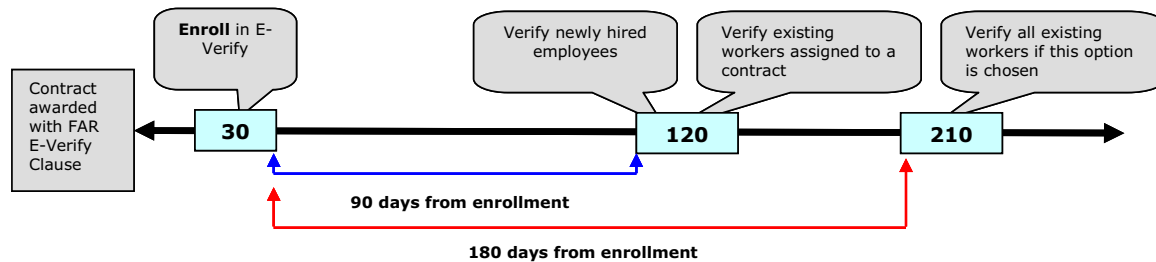 Contract
awarded
with FAR
E-Verify
Clause
Enroll in E-
Verify
30
Verify newly hired
employees
Verify existing
workers assigned to a
contract
120
Verify all existing
workers if this option
is chosen
210
90 days from enrollment
180 days from enrollment